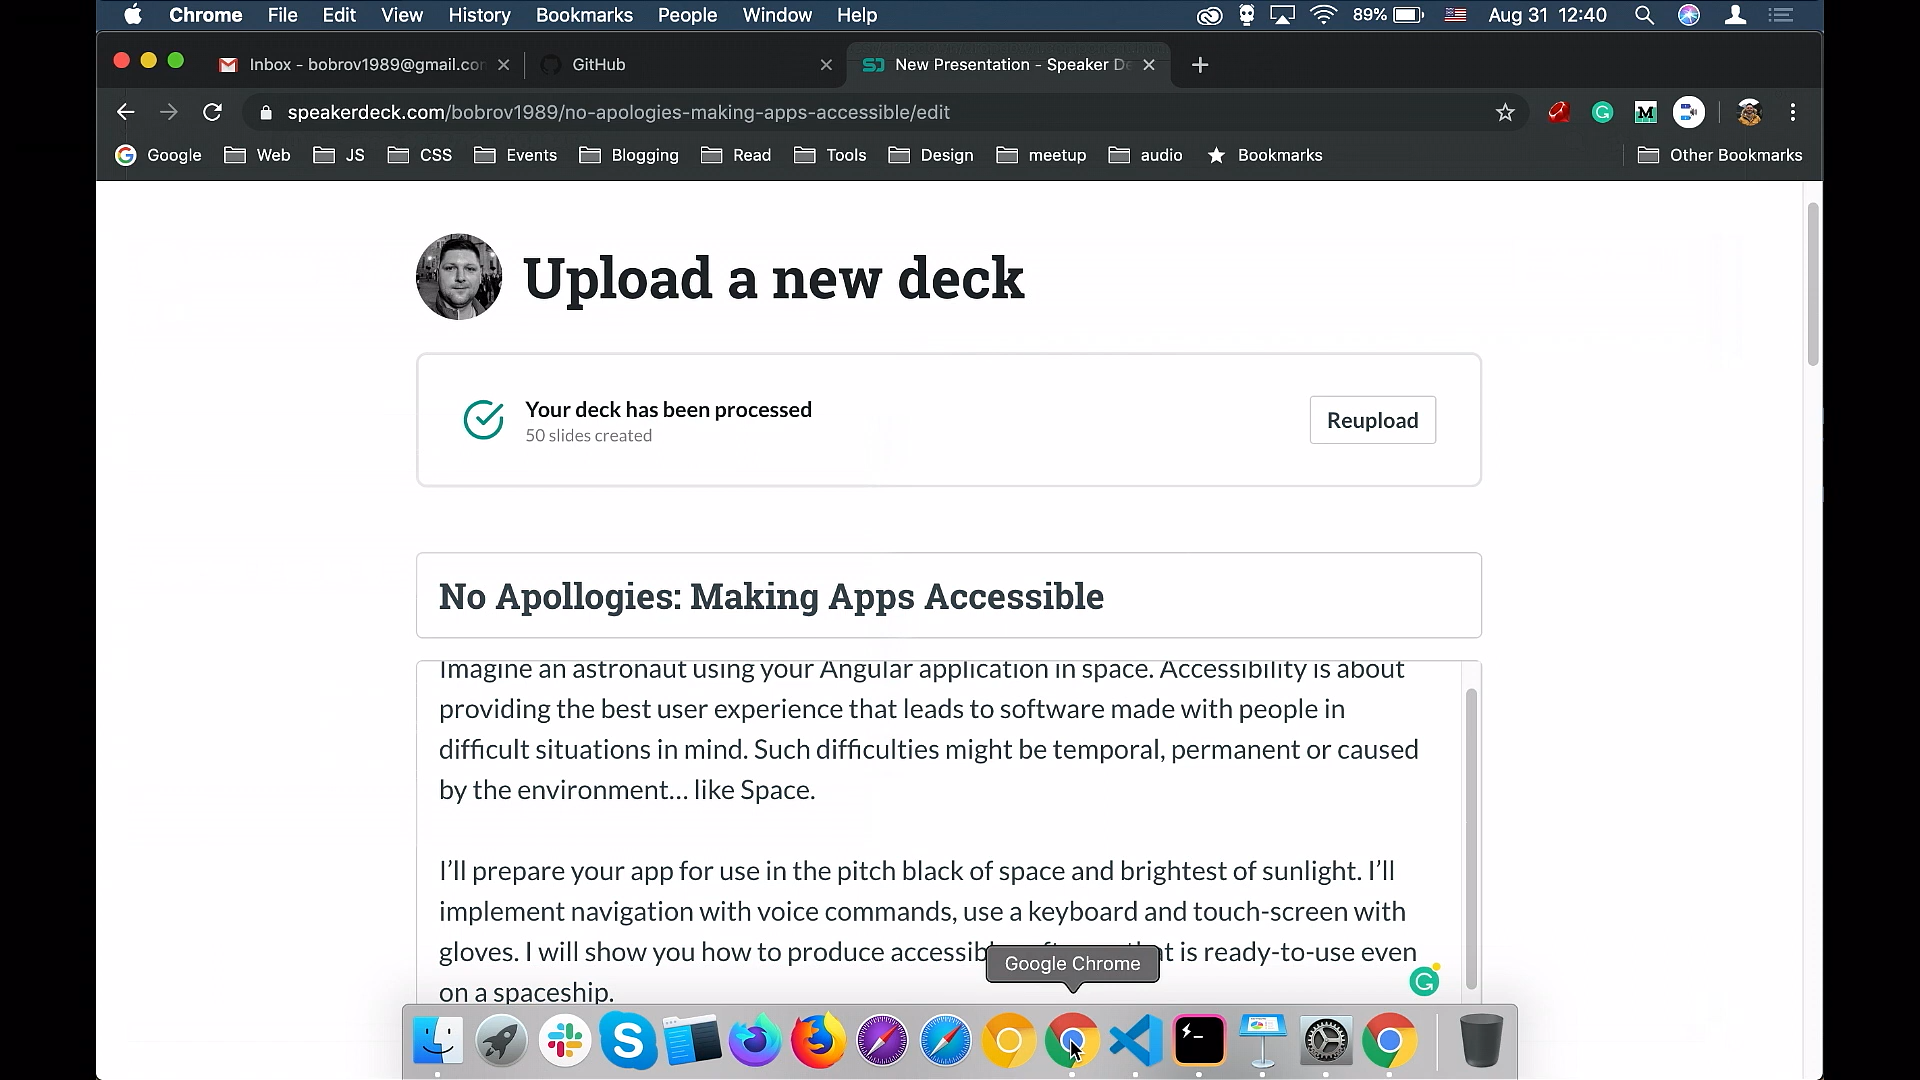 Chrome File Edit View History Bookmarks People Window Help 89% Aug 31 12:40
Inbox - bobrov1989@gmail.co GitHub New Presentation - Speaker D
speakerdeck.com/bobrov1989/no-apologies-making-apps-accessible/edit
Google Web JS CSS Events Blogging Read Tools Design meetup audio Bookmarks Other Bookmarks
Upload a new deck
Your deck has been processed
50 slides created
Reupload
No Apollogies: Making Apps Accessible
Imagine an astronaut using your Angular application in space. Accessibility is about
providing the best user experience that leads to software made with people in
difficult situations in mind. Such difficulties might be temporal, permanent or caused
by the environment... like Space.
I'll prepare your app for use in the pitch black of space and brightest of sunlight. I'll
implement navigation with voice commands, use a keyboard and touch-screen with
gloves. I will show you how to produce accessib is ready-to-use even
on a spaceship.
Google Chrome